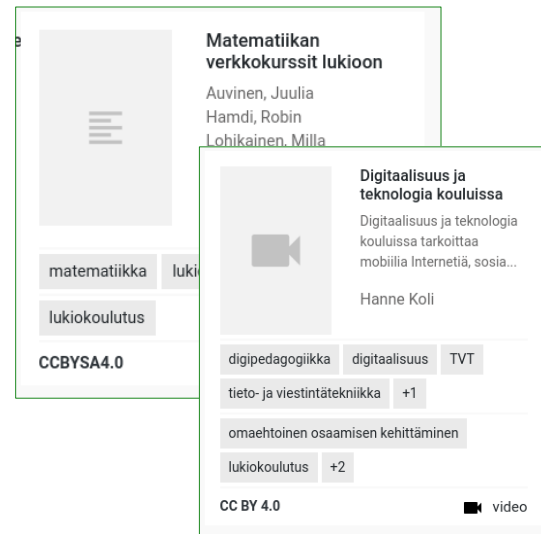 Matematiikan
verkkokurssit lukioon
Auvinen, Juulia
Hamdi, Robin
Lohikainen, Milla
matematiikka
lukiokoulutus
CCBYSA4.0
Digitaalisuus ja
teknologia kouluissa
Digitaalisuus ja teknologia
kouluissa tarkoittaa
mobiilia Internetiä, sosia...
Hanne Koli
digipedagogiikka digitaalisuus TVT
tieto- ja viestintätekniikka +1
omaehtoinen osaamisen kehittäminen
lukiokoulutus +2
CC BY 4.0 video